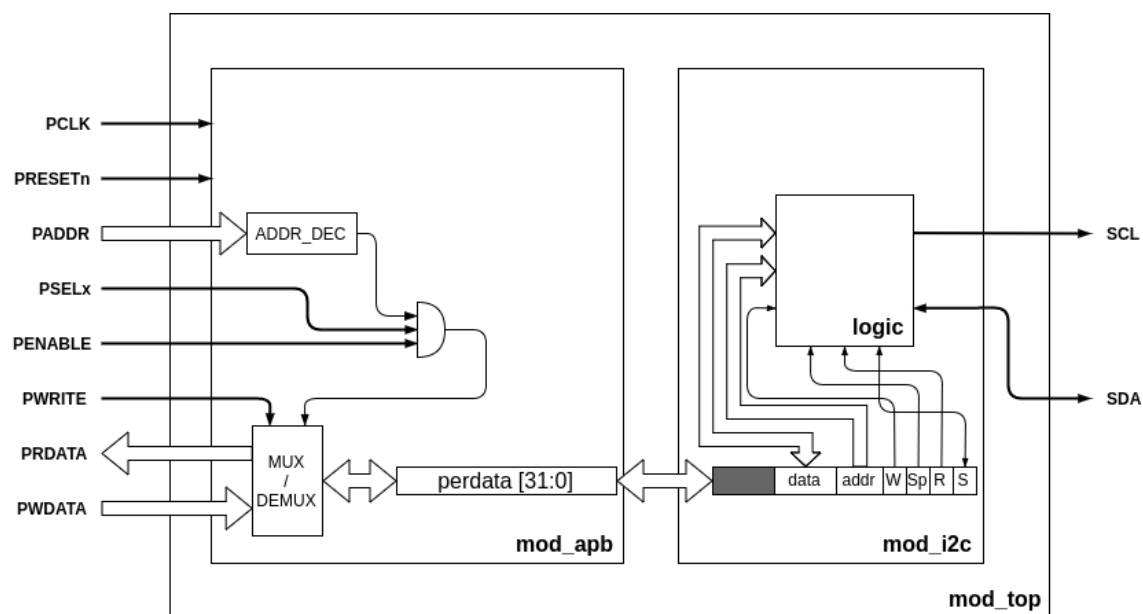 PCLK
PRESETn
PADDR
ADDR_DEC
PSELx
PENABLE
PWRITE
PRDATA
PWDATA
MUX
/
DEMUX
perdata [31:0]
mod_apb
logic
SCL
SDA
data
addr
W
Sp
R
S
mod_i2c
mod_top